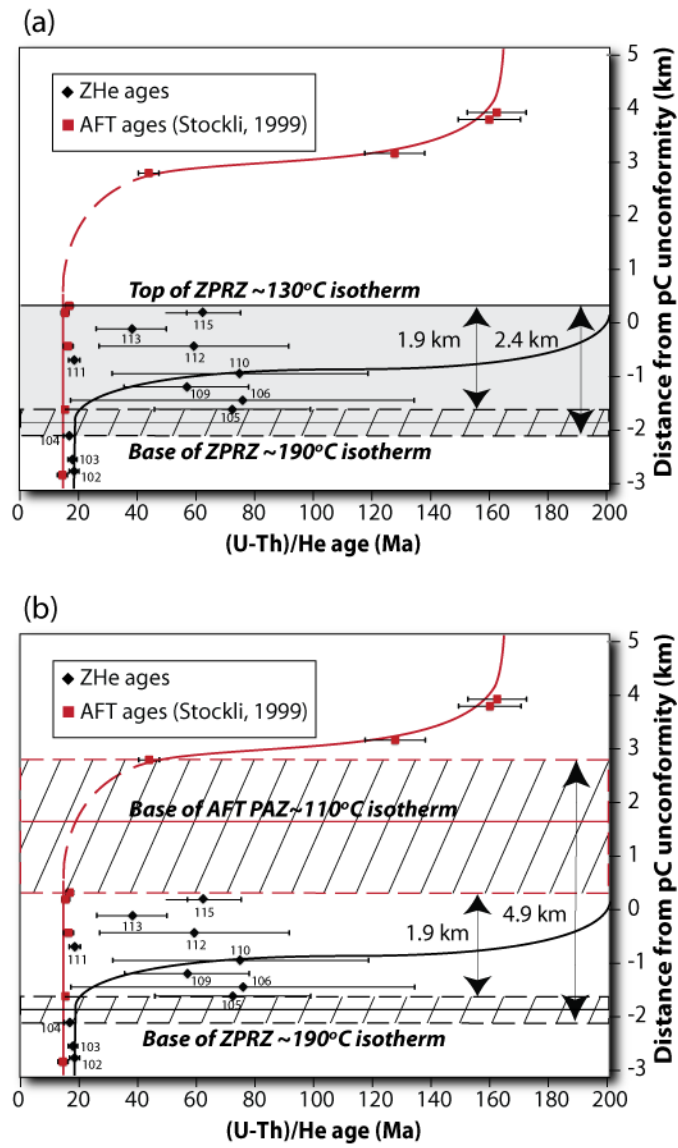 (a)
ZHe ages
AFT ages (Stockli, 1999)
5
4
3
2
1
0
-1
-2
-3
Distance from pC unconformity (km)
Top of ZPRZ ~130ºC isotherm
115
113
112
111
110
109
106
105
104
103
102
1.9 km
2.4 km
Base of ZPRZ ~190ºC isotherm
0 20 40 60 80 100 120 140 160 180 200
(U-Th)/He age (Ma)
(b)
ZHe ages
AFT ages (Stockli, 1999)
5
4
3
2
1
0
-1
-2
-3
Distance from pC unconformity (km)
Base of AFT PAZ~110ºC isotherm
115
113
112
111
110
109
106
105
104
103
102
1.9 km
4.9 km
Base of ZPRZ ~190ºC isotherm
0 20 40 60 80 100 120 140 160 180 200
(U-Th)/He age (Ma)